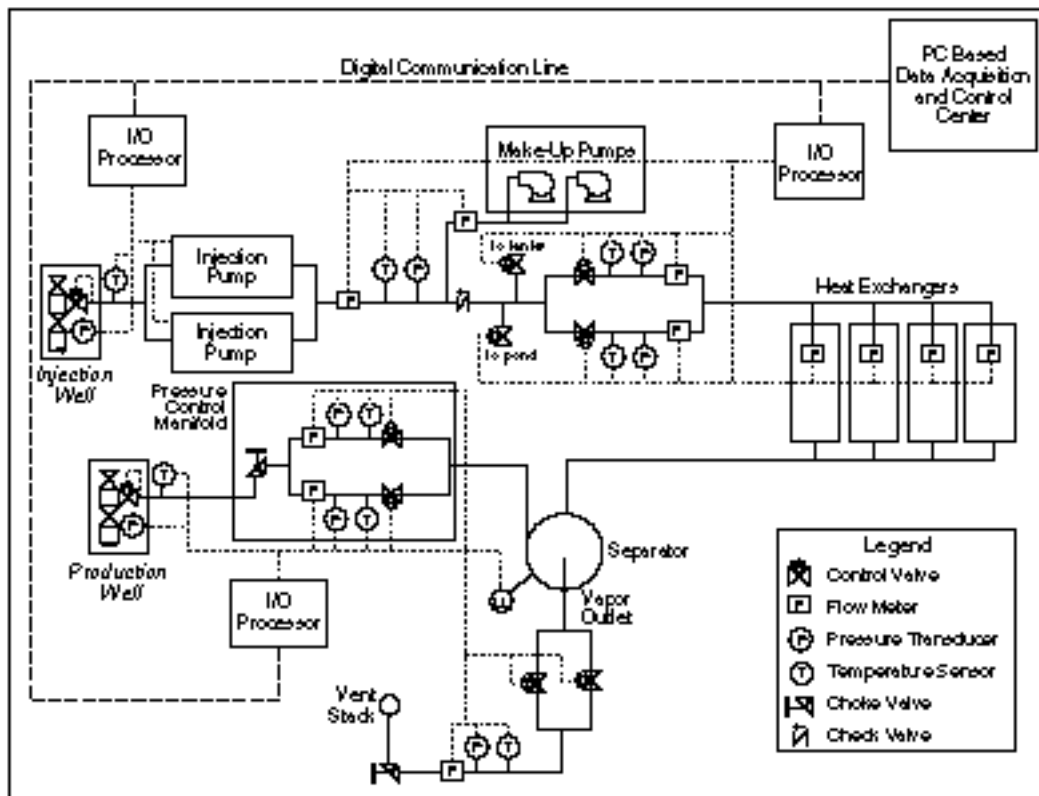 PC Based
Data Acquisition
and Control
Center
Digital Communication Line
I/O
Processor
Make-Up Pumps
I/O
Processor
F
T
P
to tanker
T
P
F
Injection
Pump
T
F
Heat Exchangers
P
Injection
Pump
to pond
T
P
F
F
F
F
F
Injection
Well
Pressure
Control
Manifold
F
P
T
T
F
P
P
T
Production
Well
Separator
Vapor
Outlet
I/O
Processor
Vent
Stack
F
P
T
Legend
Control Valve
F
Flow Meter
P
Pressure Transducer
T
Temperature Sensor
Choke Valve
Check Valve